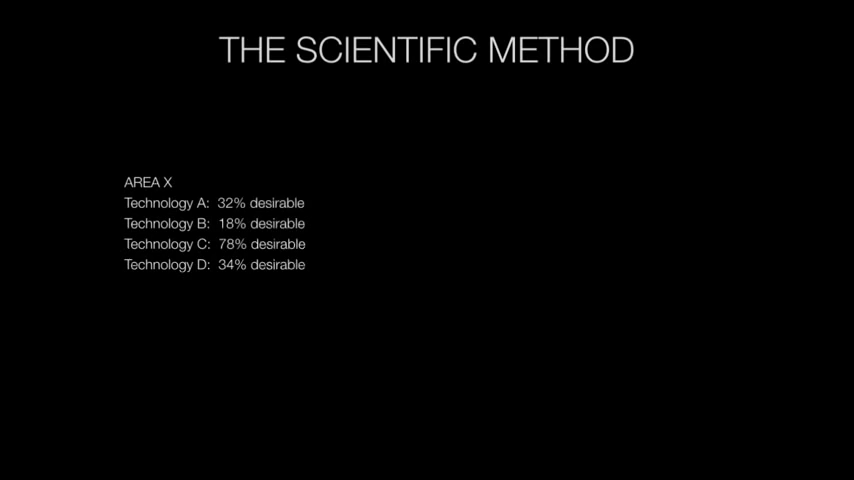 THE SCIENTIFIC METHOD
AREA X
Technology A: 32% desirable
Technology B: 18% desirable
Technology C: 78% desirable
Technology D: 34% desirable